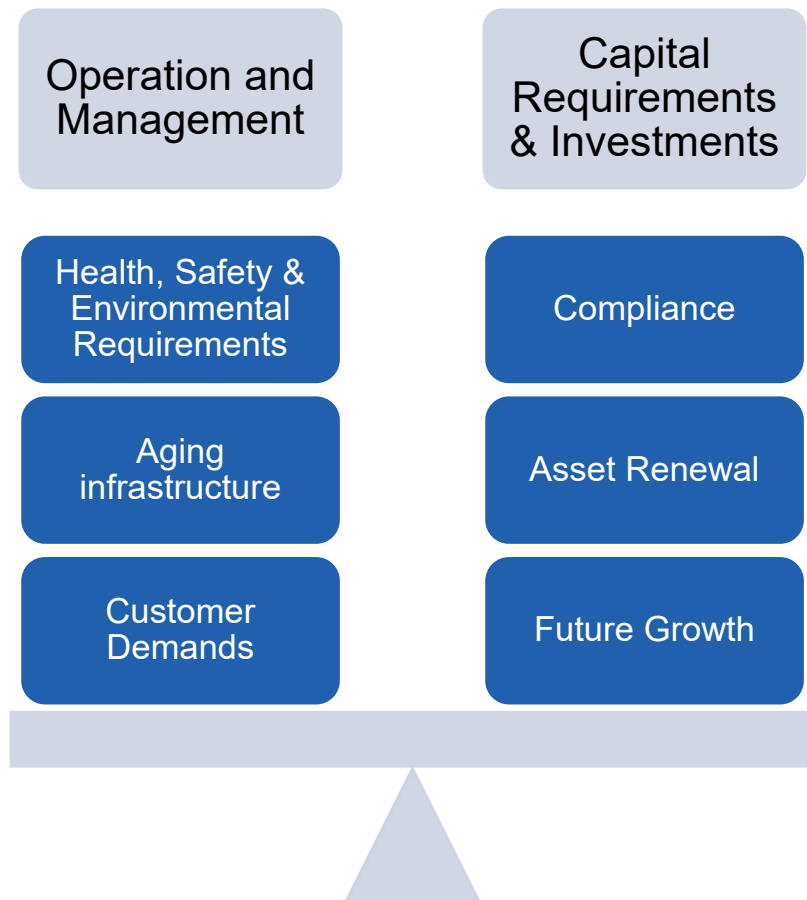 Operation and
Management
Capital
Requirements
& Investments
Health, Safety &
Environmental
Requirements
Compliance
Aging
infrastructure
Asset Renewal
Customer
Demands
Future Growth